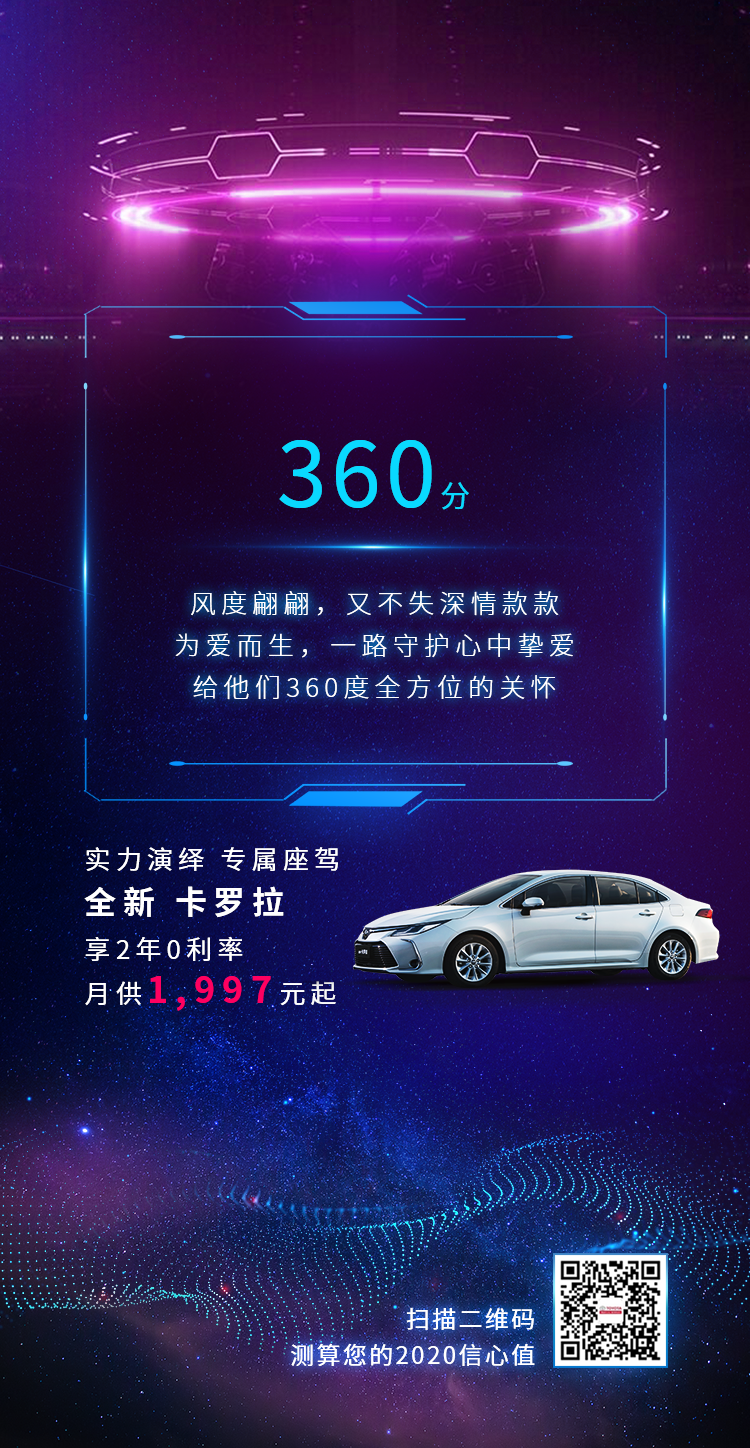 360分
风度翩翩，又不失深情款款
为爱而生，一路守护心中挚爱
给他们360度全方位的关怀
实力演绎 专属座驾
全新 卡罗拉
享2年0利率
月供1,997元起
扫描二维码
测算您的2020信心值